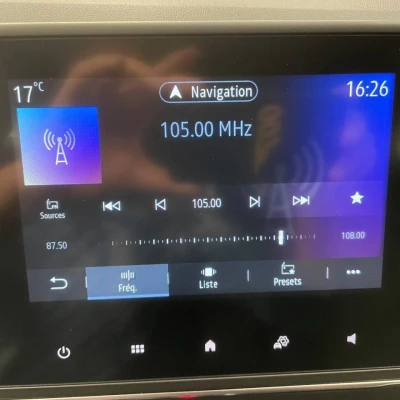 17°C
Navigation
16:26
105.00 MHz
Sources
105.00
87.50
108.00
Fréq.
Liste
Presets